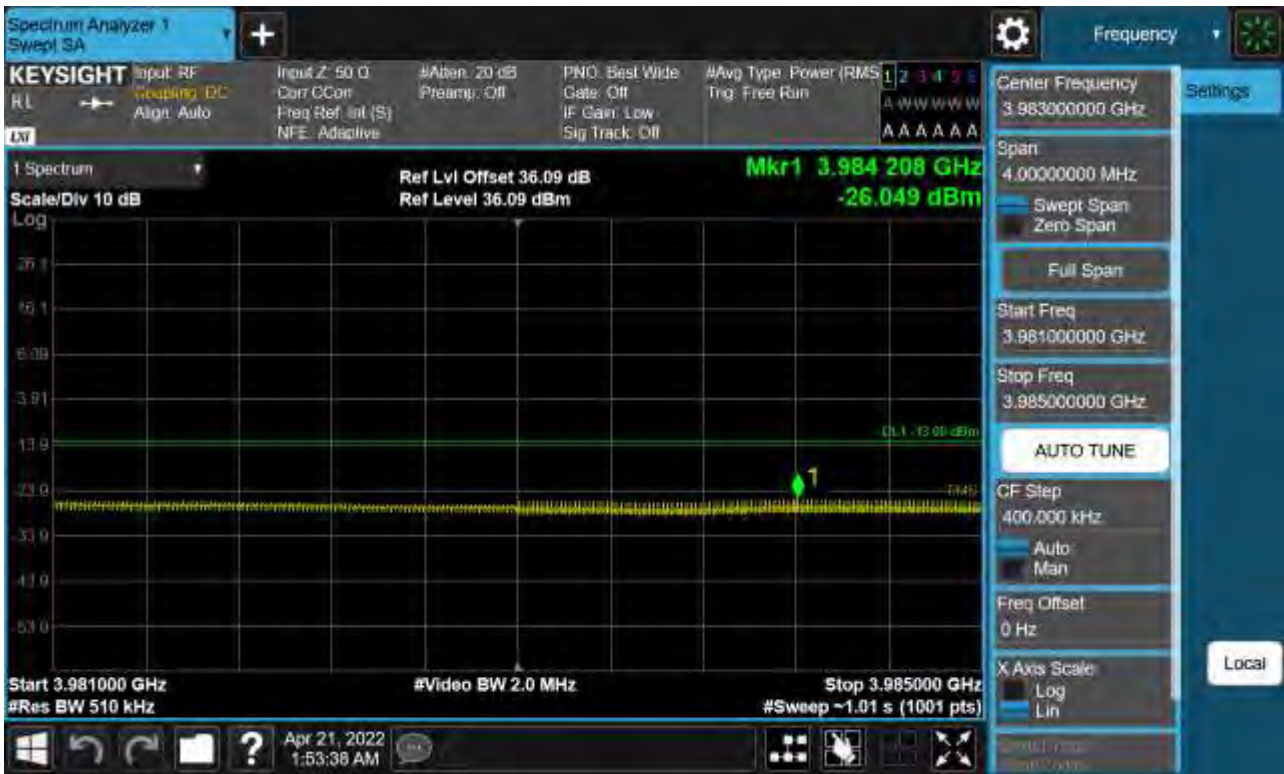 Spectrum Analyzer 1
Swept SA
+
Frequency
KEYSIGHT
RL
LXI
Input: RF
Coupling: DC
Align: Auto
Input Z: 50 Ω
Corr CCorr
Freq Ref: Int (S)
NFE: Adaptive
#Atten: 20 dB
Preamp: Off
PNO: Best Wide
Gate: Off
IF Gain: Low
Sig Track: Off
#Avg Type: Power (RMS
Trig: Free Run
1 2 3 4 5 6
A W W W W W
A A A A A A
1 Spectrum
Scale/Div 10 dB
Log
Ref Lvl Offset 36.09 dB
Ref Level 36.09 dBm
Mkr1 3.984 208 GHz
-26.049 dBm
26.1
16.1
6.09
-3.91
-13.9
-23.9
-33.9
-43.9
-53.9
DL1 -13.00 dBm
1
RMS
Start 3.981000 GHz
#Res BW 510 kHz
#Video BW 2.0 MHz
Stop 3.985000 GHz
#Sweep ~1.01 s (1001 pts)
Center Frequency
3.983000000 GHz
Settings
Span
4.00000000 MHz
Swept Span
Zero Span
Full Span
Start Freq
3.981000000 GHz
Stop Freq
3.985000000 GHz
AUTO TUNE
CF Step
400.000 kHz
Auto
Man
Freq Offset
0 Hz
X Axis Scale
Log
Lin
Local
?
Apr 21, 2022
1:53:38 AM